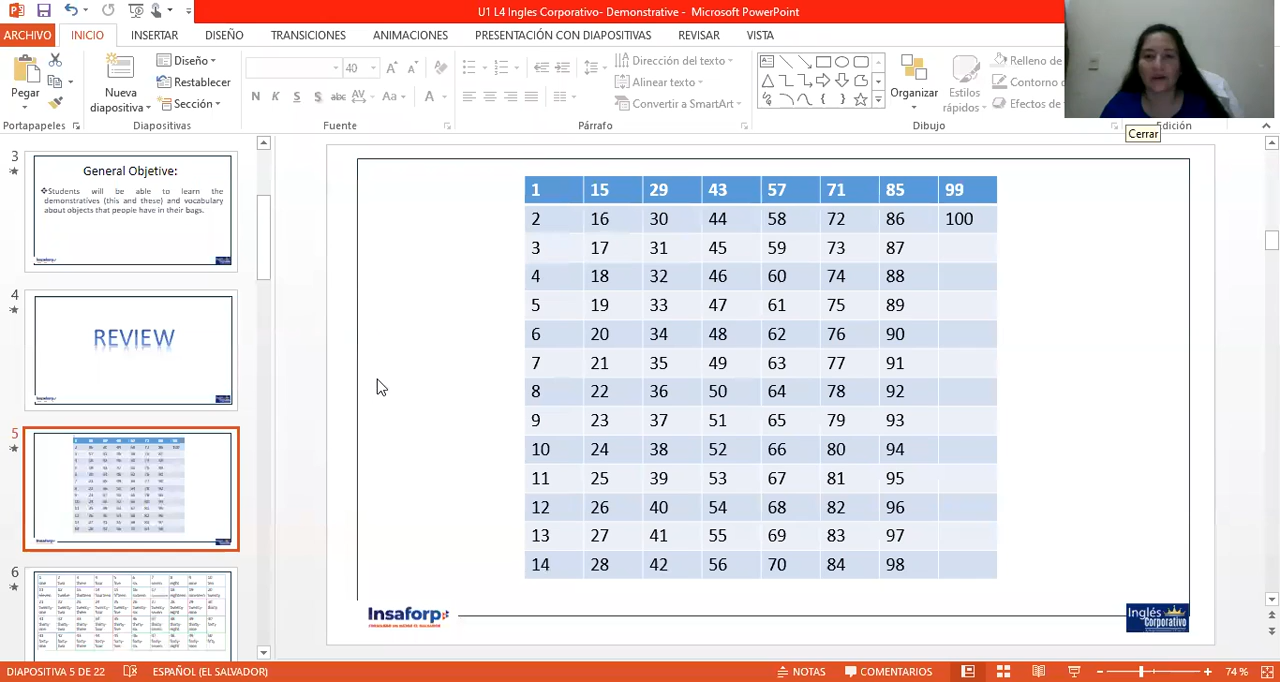 U1 L4 Ingles Corporativo- Demonstrative - Microsoft PowerPoint
ARCHIVO INICIO INSERTAR DISEÑO TRANSICIONES ANIMACIONES PRESENTACIÓN CON DIAPOSITIVAS REVISAR VISTA
Pegar
Nueva diapositiva
Diseño
Restablecer
Sección
40
N K S S abc AV Aa A
Dirección del texto
Alinear texto
Convertir a SmartArt
Organizar
Estilos rápidos
Relleno de
Contorno
Efectos de
Portapapeles Diapositivas Fuente Párrafo Dibujo Edición
Cerrar
3
General Objetive:
Students will be able to learn the
demonstratives (this and these) and vocabulary
about objects that people have in their bags.
4
REVIEW
5
6
1 15 29 43 57 71 85 99
2 16 30 44 58 72 86 100
3 17 31 45 59 73 87
4 18 32 46 60 74 88
5 19 33 47 61 75 89
6 20 34 48 62 76 90
7 21 35 49 63 77 91
8 22 36 50 64 78 92
9 23 37 51 65 79 93
10 24 38 52 66 80 94
11 25 39 53 67 81 95
12 26 40 54 68 82 96
13 27 41 55 69 83 97
14 28 42 56 70 84 98
Insaforp
Inglés
Corporativo
DIAPOSITIVA 5 DE 22 ESPAÑOL (EL SALVADOR) NOTAS COMENTARIOS 74 %